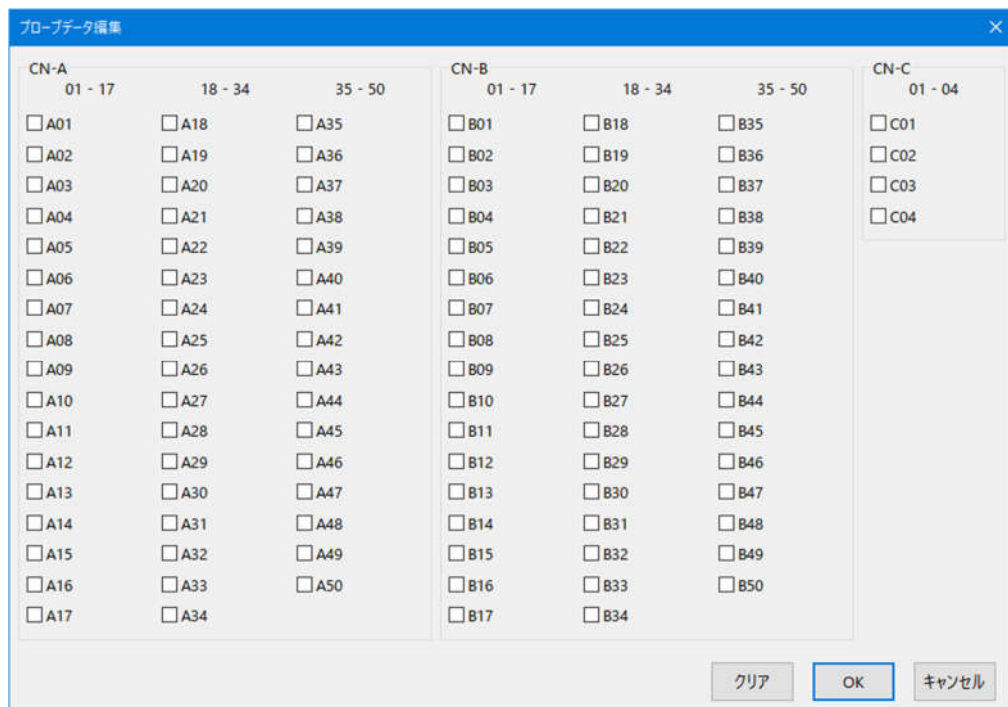 プローブデータ編集
CN-A CN-B CN-C
01 - 17 18 - 34 35 - 50 01 - 17 18 - 34 35 - 50 01 - 04
A01 A18 A35 B01 B18 B35 C01
A02 A19 A36 B02 B19 B36 C02
A03 A20 A37 B03 B20 B37 C03
A04 A21 A38 B04 B21 B38 C04
A05 A22 A39 B05 B22 B39
A06 A23 A40 B06 B23 B40
A07 A24 A41 B07 B24 B41
A08 A25 A42 B08 B25 B42
A09 A26 A43 B09 B26 B43
A10 A27 A44 B10 B27 B44
A11 A28 A45 B11 B28 B45
A12 A29 A46 B12 B29 B46
A13 A30 A47 B13 B30 B47
A14 A31 A48 B14 B31 B48
A15 A32 A49 B15 B32 B49
A16 A33 A50 B16 B33 B50
A17 A34 B17 B34
クリア OK キャンセル